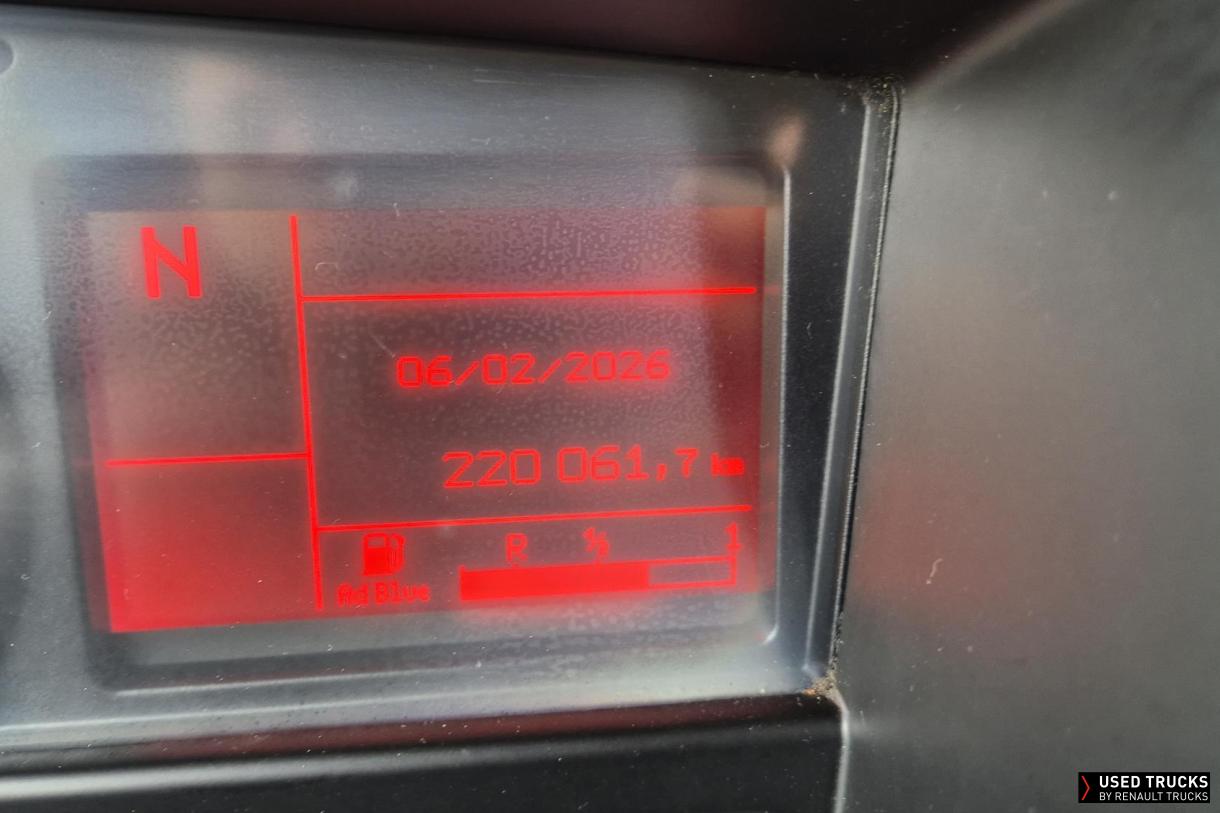 N
06/02/2026
220 061,7 km
R ½ 1
Ad Blue
USED TRUCKS
BY RENAULT TRUCKS